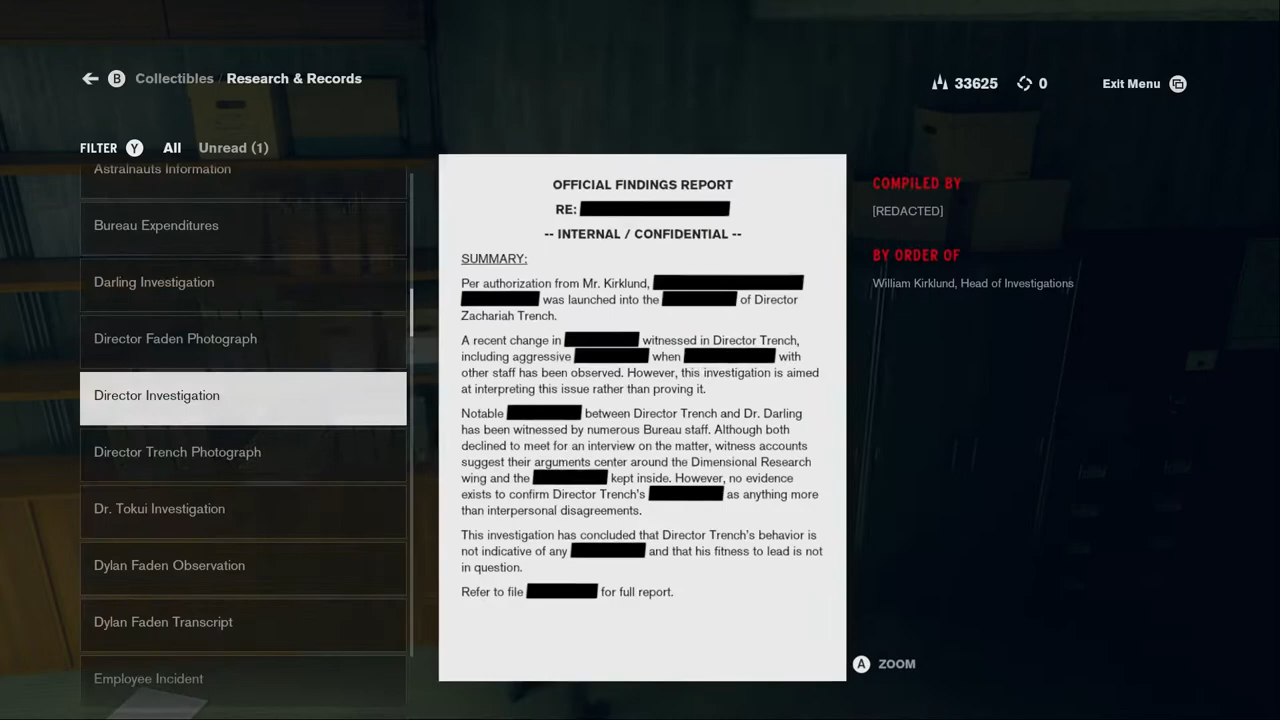 B Collectibles / Research & Records
33625 0 Exit Menu
FILTER Y All Unread (1)
Astralnauts Information
Bureau Expenditures
Darling Investigation
Director Faden Photograph
Director Investigation
Director Trench Photograph
Dr. Tokui Investigation
Dylan Faden Observation
Dylan Faden Transcript
Employee Incident
OFFICIAL FINDINGS REPORT
RE:
-- INTERNAL / CONFIDENTIAL --
SUMMARY:
Per authorization from Mr. Kirklund,
was launched into the of Director
Zachariah Trench.
A recent change in witnessed in Director Trench,
including aggressive when with
other staff has been observed. However, this investigation is aimed
at interpreting this issue rather than proving it.
Notable between Director Trench and Dr. Darling
has been witnessed by numerous Bureau staff. Although both
declined to meet for an interview on the matter, witness accounts
suggest their arguments center around the Dimensional Research
wing and the kept inside. However, no evidence
exists to confirm Director Trench's as anything more
than interpersonal disagreements.
This investigation has concluded that Director Trench's behavior is
not indicative of any and that his fitness to lead is not
in question.
Refer to file for full report.
COMPILED BY
[REDACTED]
BY ORDER OF
William Kirklund, Head of Investigations
A ZOOM